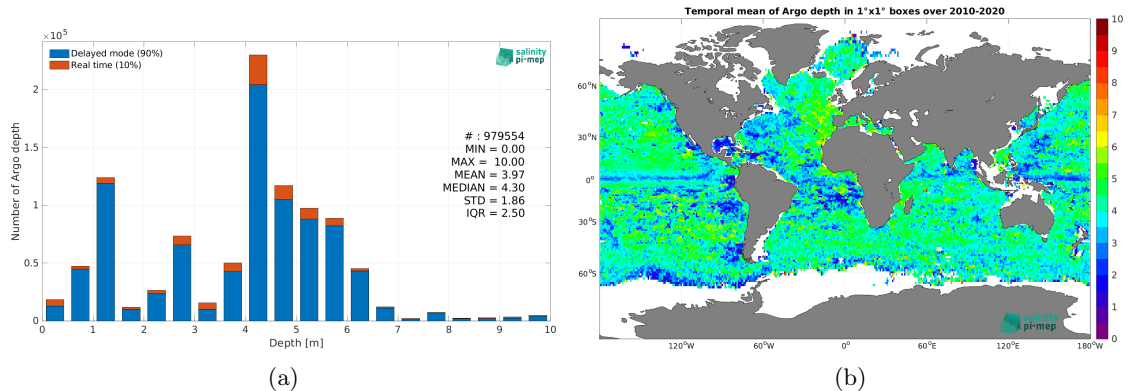 ×10⁵
Delayed mode (90%)
Real time (10%)
salinity
pi-mep
# : 979554
MIN = 0.00
MAX = 10.00
MEAN = 3.97
MEDIAN = 4.30
STD = 1.86
IQR = 2.50
Number of Argo depth
2
1.5
1
0.5
0
0 1 2 3 4 5 6 7 8 9 10
Depth [m]
(a)
Temporal mean of Argo depth in 1°x1° boxes over 2010-2020
60°N
30°N
0°
30°S
60°S
120°W 60°W 0° 60°E 120°E 180°W
salinity
pi-mep
10
9
8
7
6
5
4
3
2
1
0
(b)